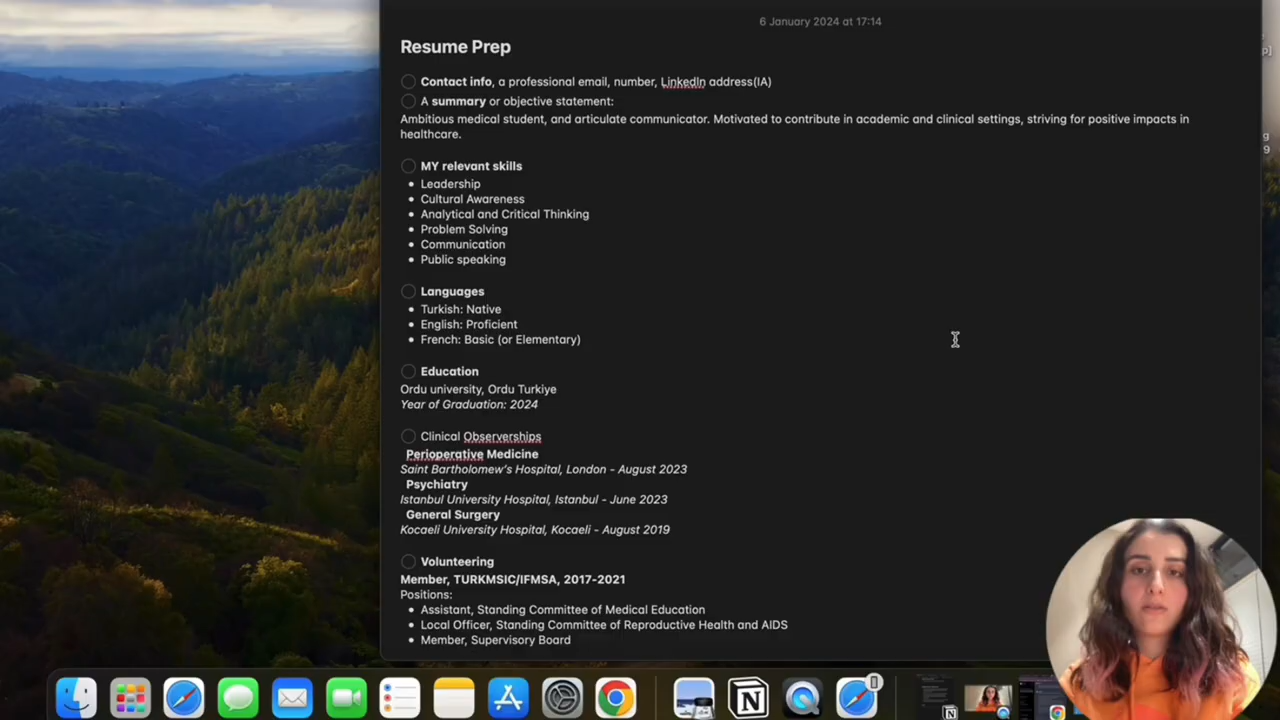 6 January 2024 at 17:14
Resume Prep
Contact info, a professional email, number, LinkedIn address(IA)
A summary or objective statement:
Ambitious medical student, and articulate communicator. Motivated to contribute in academic and clinical settings, striving for positive impacts in
healthcare.
MY relevant skills
Leadership
Cultural Awareness
Analytical and Critical Thinking
Problem Solving
Communication
Public speaking
Languages
Turkish: Native
English: Proficient
French: Basic (or Elementary)
Education
Ordu university, Ordu Turkiye
Year of Graduation: 2024
Clinical Observerships
Perioperative Medicine
Saint Bartholomew's Hospital, London - August 2023
Psychiatry
Istanbul University Hospital, Istanbul - June 2023
General Surgery
Kocaeli University Hospital, Kocaeli - August 2019
Volunteering
Member, TURKMSIC/IFMSA, 2017-2021
Positions:
Assistant, Standing Committee of Medical Education
Local Officer, Standing Committee of Reproductive Health and AIDS
Member, Supervisory Board